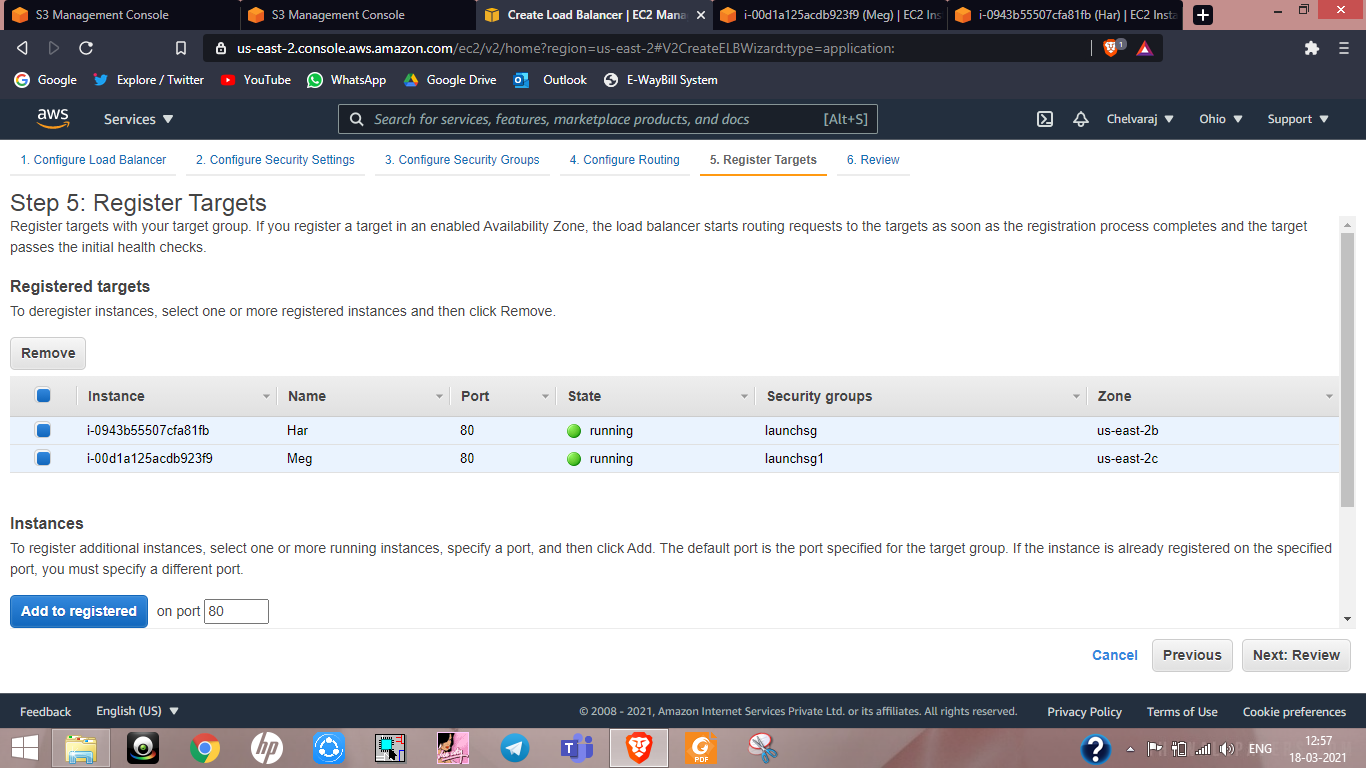 S3 Management Console
S3 Management Console
Create Load Balancer | EC2 Mana
i-00d1a125acdb923f9 (Meg) | EC2 Ins
i-0943b55507cfa81fb (Har) | EC2 Insta
us-east-2.console.aws.amazon.com/ec2/v2/home?region=us-east-2#V2CreateELBWizard:type=application:
1
Google
Explore / Twitter
YouTube
WhatsApp
Google Drive
Outlook
E-WayBill System
aws
Services
Search for services, features, marketplace products, and docs
[Alt+S]
Chelvaraj
Ohio
Support
1. Configure Load Balancer
2. Configure Security Settings
3. Configure Security Groups
4. Configure Routing
5. Register Targets
6. Review
Step 5: Register Targets
Register targets with your target group. If you register a target in an enabled Availability Zone, the load balancer starts routing requests to the targets as soon as the registration process completes and the target
passes the initial health checks.
Registered targets
To deregister instances, select one or more registered instances and then click Remove.
Remove
Instance Name Port State Security groups Zone
i-0943b55507cfa81fb Har 80 running launchsg us-east-2b
i-00d1a125acdb923f9 Meg 80 running launchsg1 us-east-2c
Instances
To register additional instances, select one or more running instances, specify a port, and then click Add. The default port is the port specified for the target group. If the instance is already registered on the specified
port, you must specify a different port.
Add to registered on port 80
Cancel
Previous
Next: Review
Feedback
English (US)
© 2008 - 2021, Amazon Internet Services Private Ltd. or its affiliates. All rights reserved.
Privacy Policy
Terms of Use
Cookie preferences
hp
PDF
ENG
12:57
18-03-2021